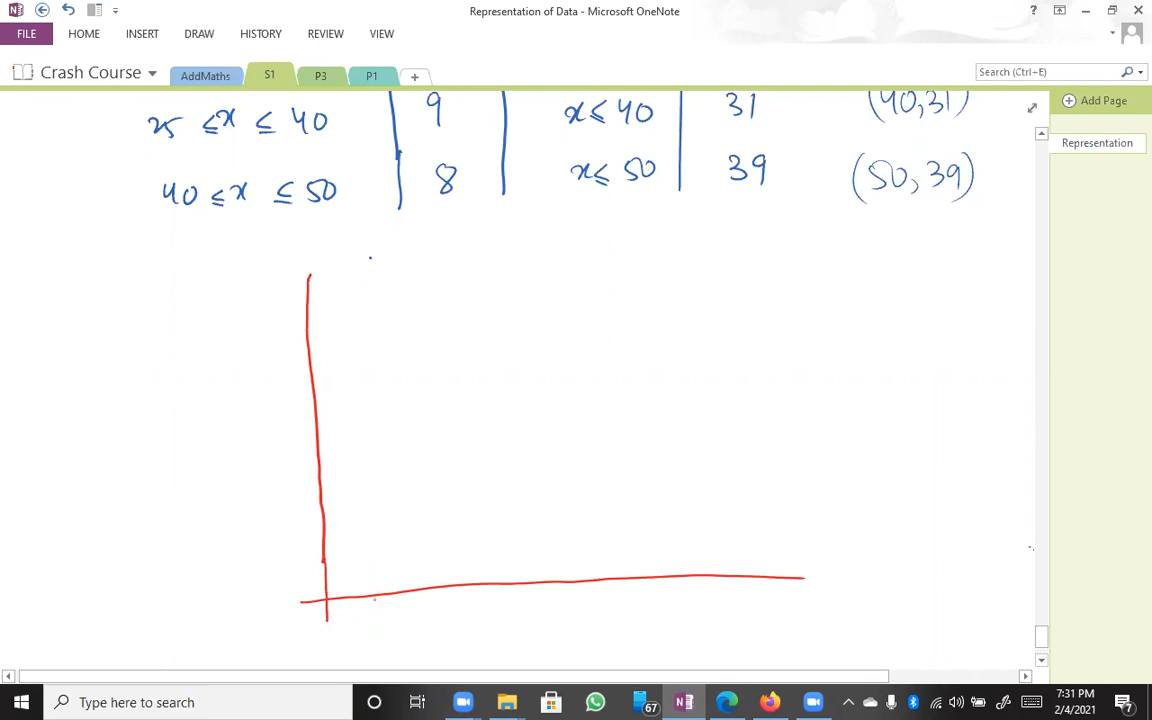 Representation of Data - Microsoft OneNote
?
FILE HOME INSERT DRAW HISTORY REVIEW VIEW
Crash Course AddMaths S1 P3 P1 +
Search (Ctrl+E)
Add Page
Representation
25 ≤ x ≤ 40 9 x ≤ 40 31 (40,31)
40 ≤ x ≤ 50 8 x ≤ 50 39 (50,39)
Type here to search
67
7:31 PM
2/4/2021
7